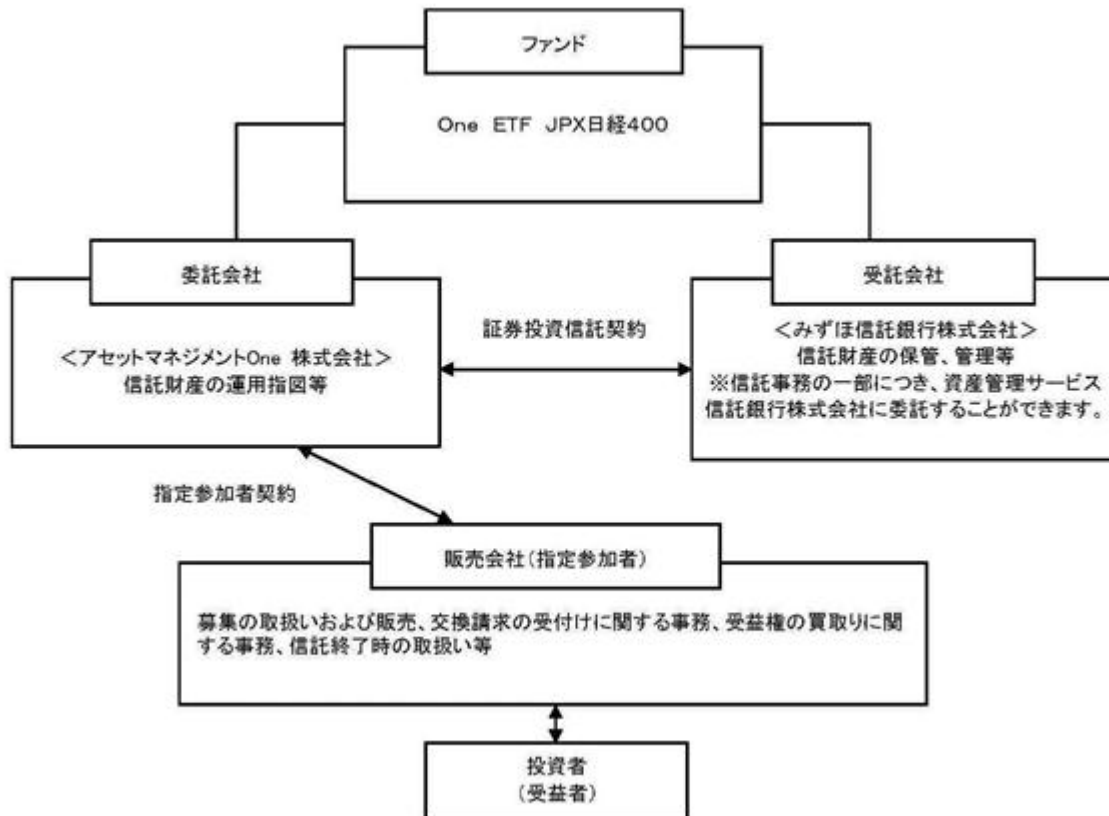 ファンド
One ETF JPX日経400
委託会社
<アセットマネジメントOne 株式会社>
信託財産の運用指図等
証券投資信託契約
受託会社
<みずほ信託銀行株式会社>
信託財産の保管、管理等
※信託事務の一部につき、資産管理サービス
信託銀行株式会社に委託することができます。
指定参加者契約
販売会社(指定参加者)
募集の取扱いおよび販売、交換請求の受付けに関する事務、受益権の買取りに関
する事務、信託終了時の取扱い等
投資者
(受益者)